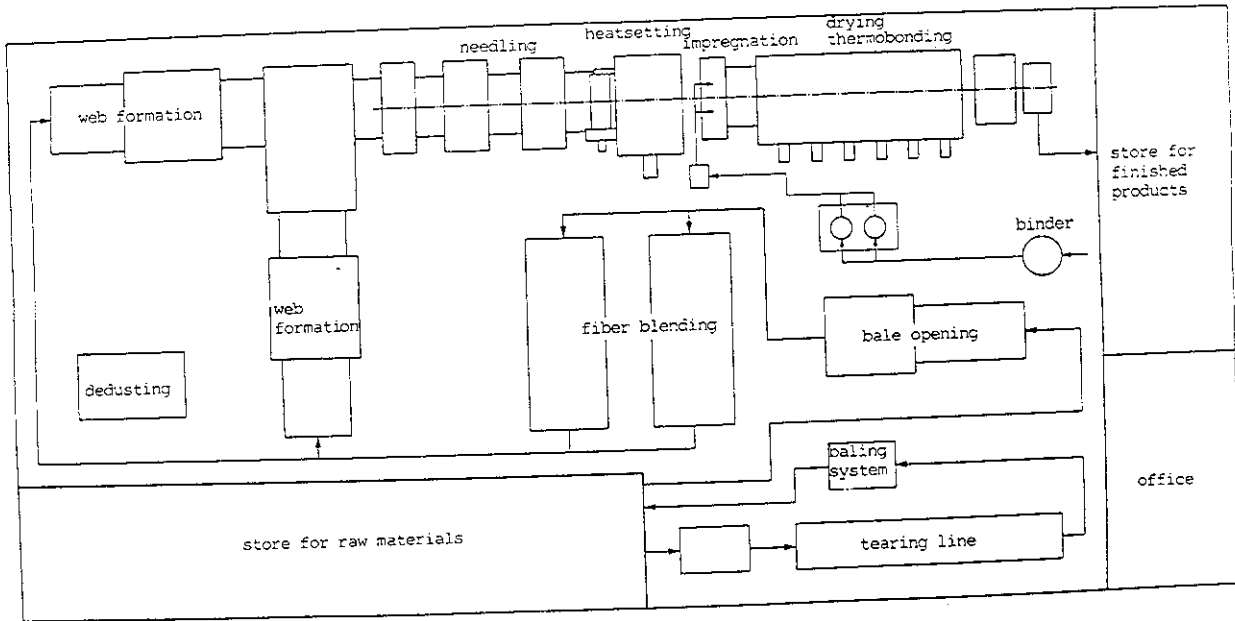 drying
heatsetting
thermobonding
needling
impregnation
web formation
store for
finished
products
binder
web
formation
fiber blending
bale opening
dedusting
baling
system
office
store for raw materials
tearing line